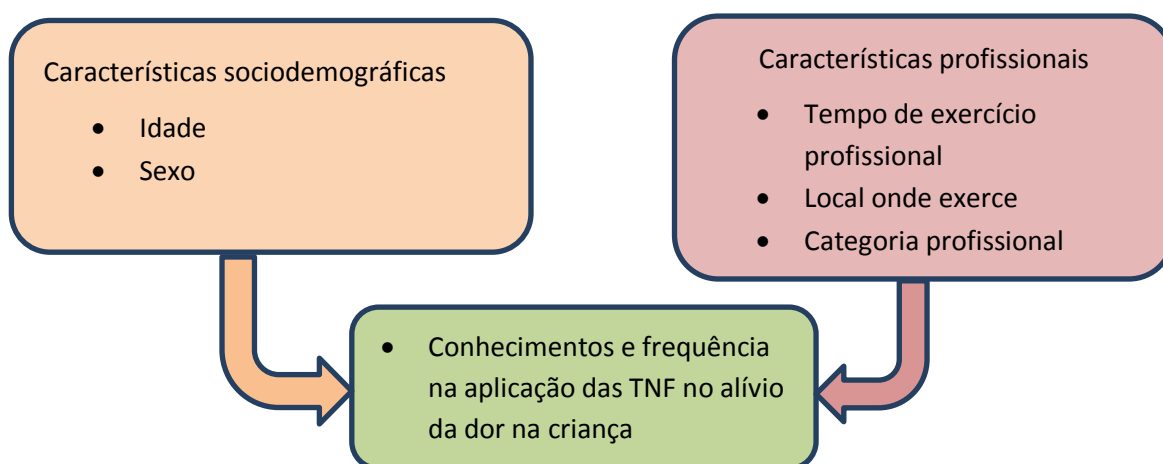 Características sociodemográficas
• Idade
• Sexo
Características profissionais
• Tempo de exercício
profissional
• Local onde exerce
• Categoria profissional
• Conhecimentos e frequência
na aplicação das TNF no alívio
da dor na criança